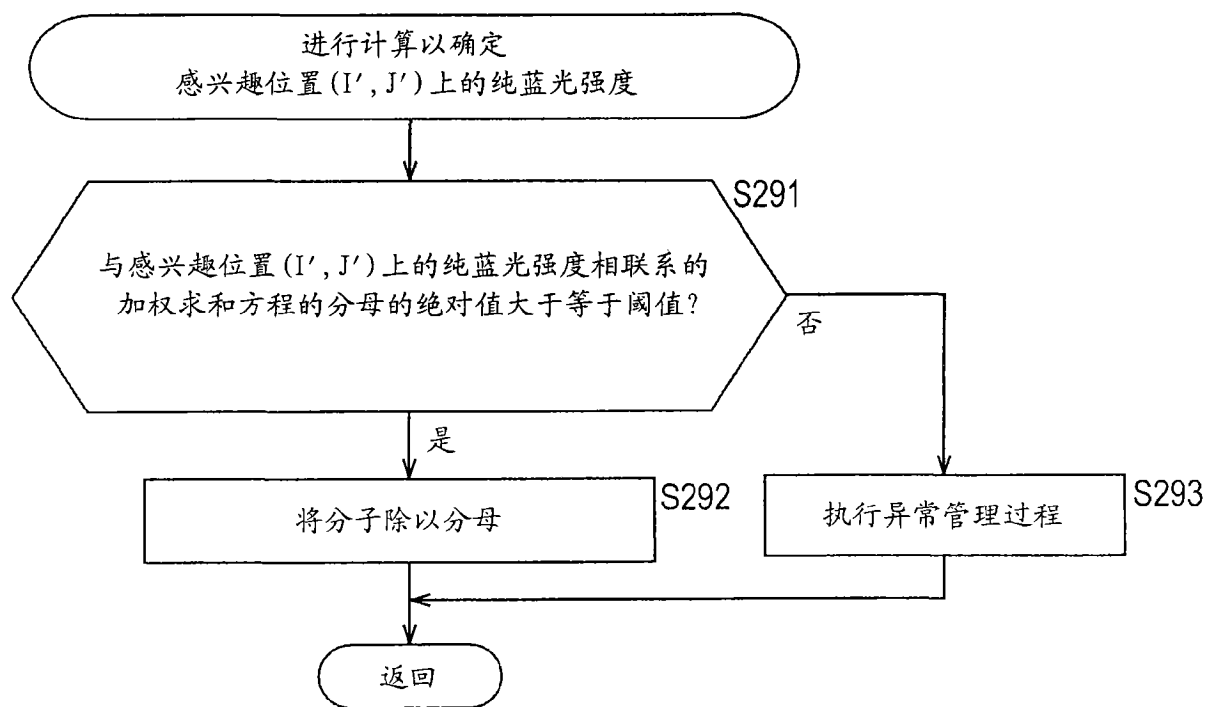 进行计算以确定
感兴趣位置(I′,J′)上的纯蓝光强度
S291
与感兴趣位置(I′,J′)上的纯蓝光强度相联系的
加权求和方程的分母的绝对值大于等于阈值?
否
是
将分子除以分母
S292
执行异常管理过程
S293
返回